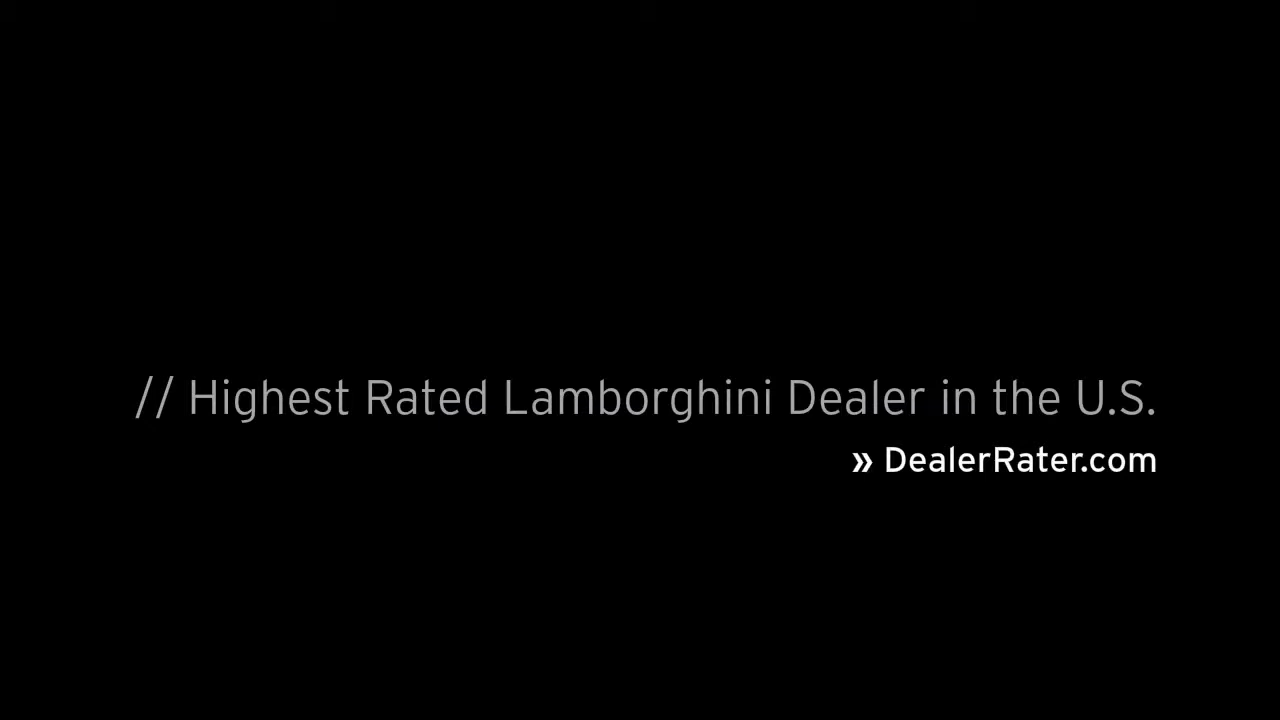 // Highest Rated Lamborghini Dealer in the U.S.
» DealerRater.com